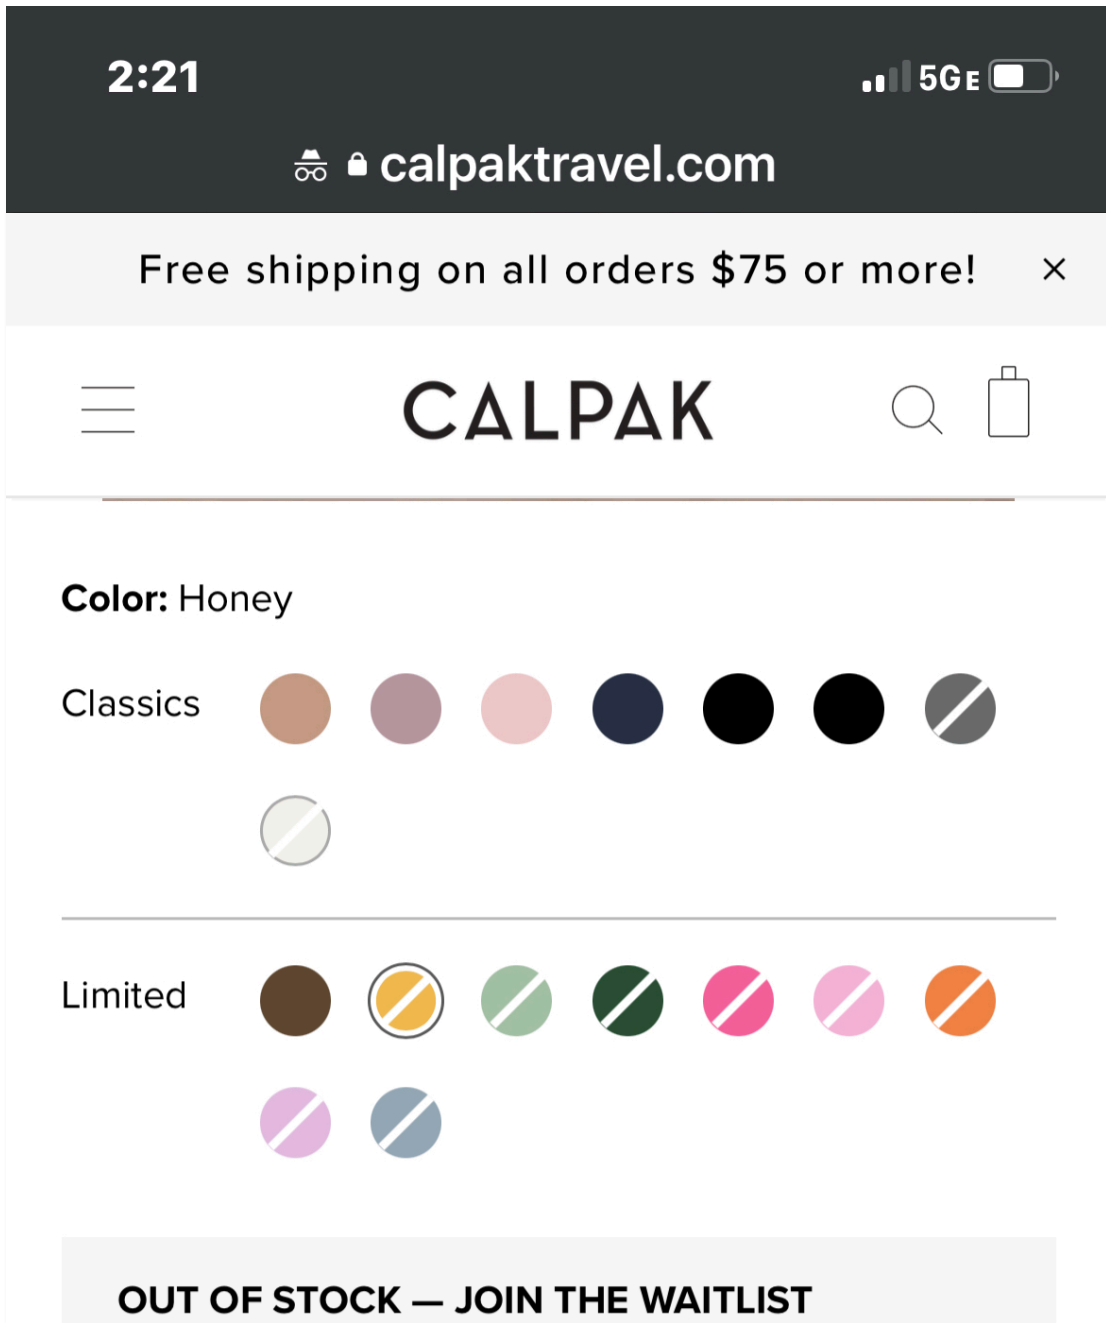 2:21 5GE
calpaktravel.com
Free shipping on all orders $75 or more! ×
CALPAK
Color: Honey
Classics
Limited
OUT OF STOCK — JOIN THE WAITLIST